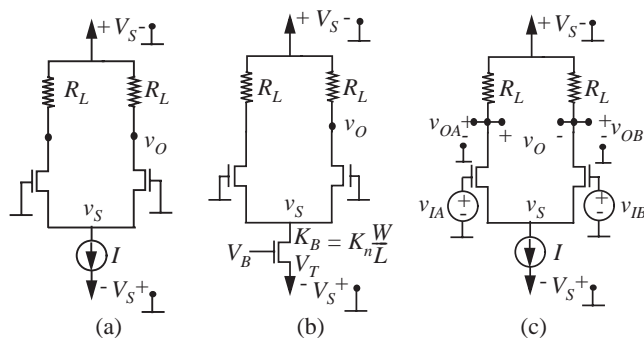 + V_S -
R_L R_L
v_O
v_S
I
- V_S +
(a)
+ V_S -
R_L R_L
v_O
v_S
K_B = K_n W/L
V_B
V_T
- V_S +
(b)
+ V_S -
R_L R_L
v_OA + - + v_O - + - v_OB
v_IA + - + - v_IB
v_S
I
- V_S +
(c)